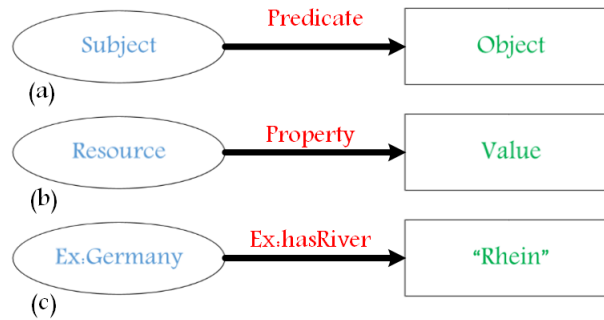 Predicate
Subject
Object
(a)
Property
Resource
Value
(b)
Ex:hasRiver
Ex:Germany
“Rhein”
(c)